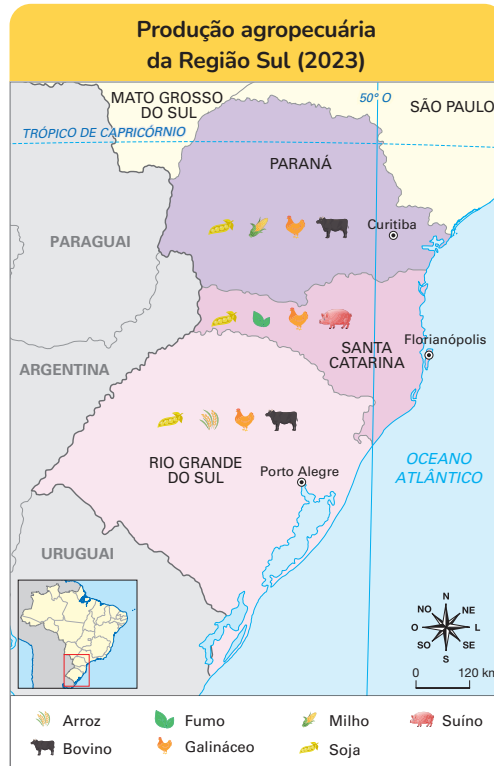 Produção agropecuária
da Região Sul (2023)
MATO GROSSO
DO SUL
50° O
SÃO PAULO
TRÓPICO DE CAPRICÓRNIO
PARANÁ
PARAGUAI
Curitiba
ARGENTINA
SANTA
CATARINA
Florianópolis
RIO GRANDE
DO SUL
Porto Alegre
OCEANO
ATLÂNTICO
URUGUAI
N
NO
NE
O
L
SO
SE
S
0
120 km
Arroz
Fumo
Milho
Suíno
Bovino
Galináceo
Soja